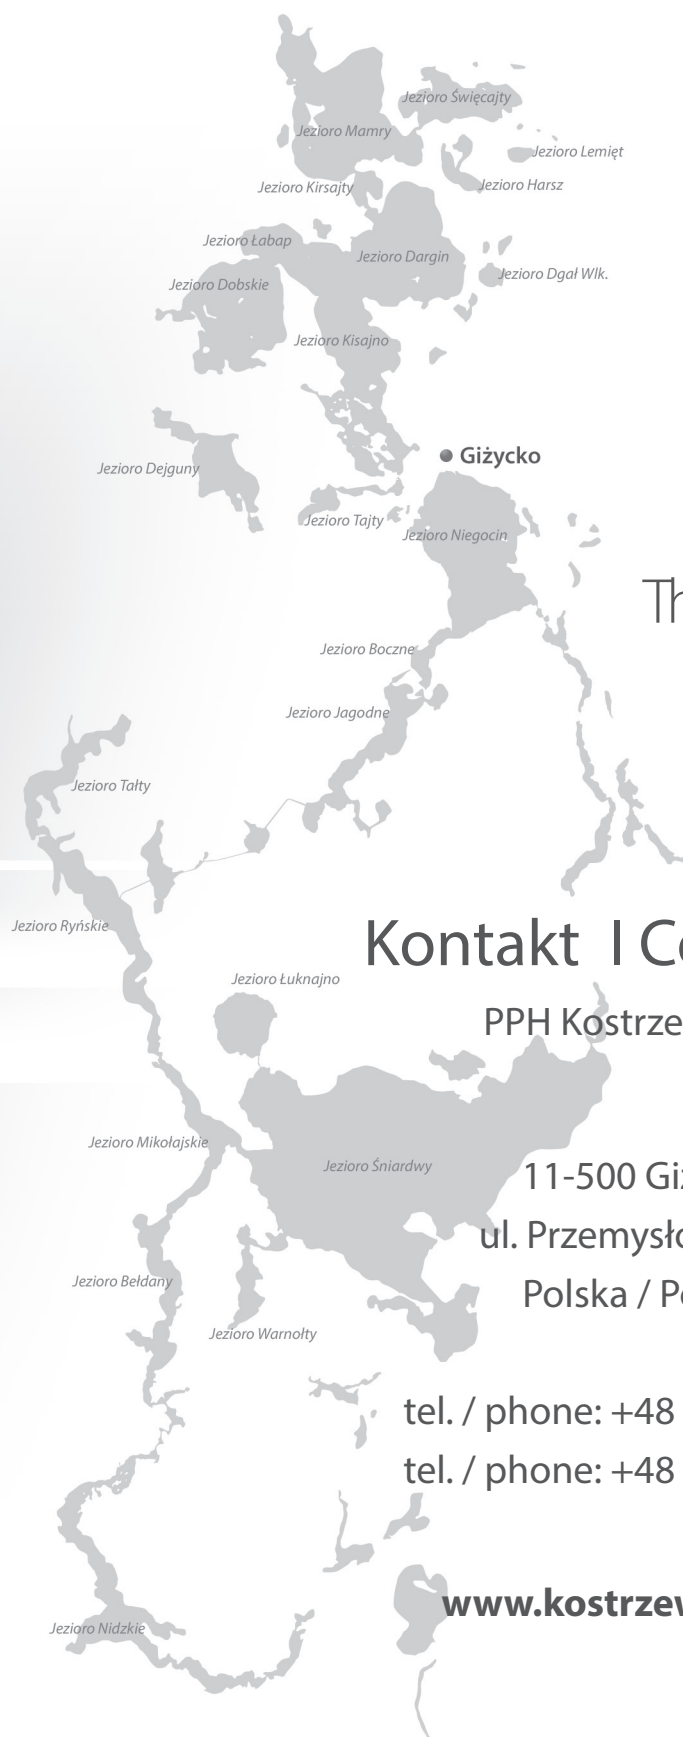 Jezioro Święcajty
Jezioro Mamry
Jezioro Lemięt
Jezioro Kirsajty
Jezioro Harsz
Jezioro Łabap
Jezioro Dargin
Jezioro Dgał Wlk.
Jezioro Dobskie
Jezioro Kisajno
Giżycko
Jezioro Dejguny
Jezioro Tajty
Jezioro Niegocin
Th
Jezioro Boczne
Jezioro Jagodne
Jezioro Tałty
Jezioro Ryńskie
Kontakt I Co
Jezioro Łuknajno
PPH Kostrze
Jezioro Mikołajskie
Jezioro Śniardwy
11-500 Giż
ul. Przemysło
Jezioro Bełdany
Polska / Po
Jezioro Warnołty
tel. / phone: +48
tel. / phone: +48
www.kostrzew
Jezioro Nidzkie